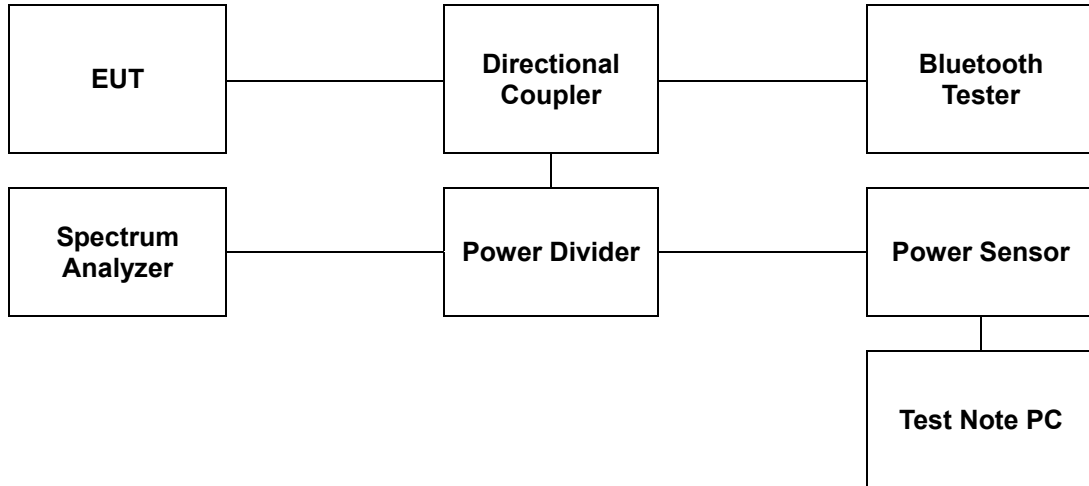 EUT
Directional
Coupler
Bluetooth
Tester
Spectrum
Analyzer
Power Divider
Power Sensor
Test Note PC